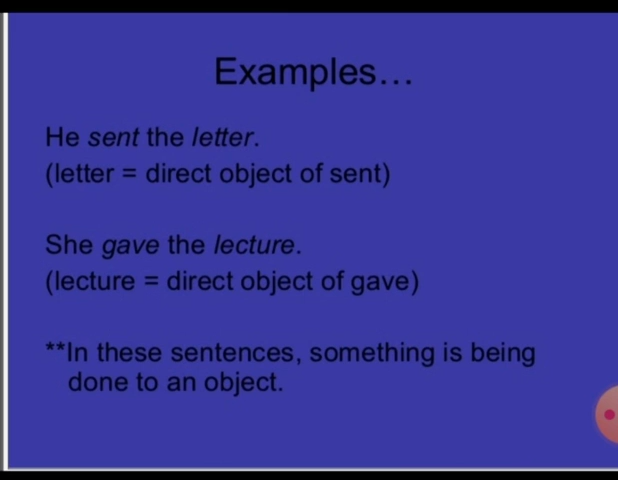 Examples...
He sent the letter.
(letter = direct object of sent)
She gave the lecture.
(lecture = direct object of gave)
**In these sentences, something is being
done to an object.